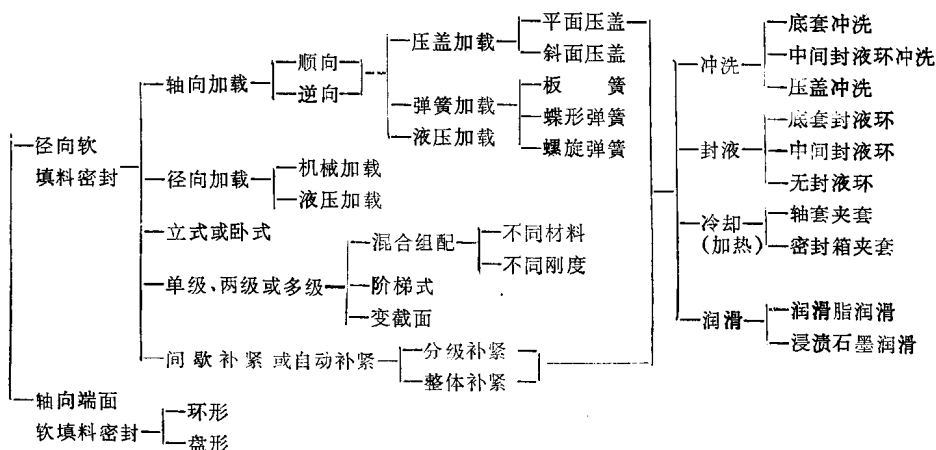 径向软
填料密封
轴向加载
顺向
逆向
压盖加载
平面压盖
斜面压盖
弹簧加载
板 簧
蝶形弹簧
螺旋弹簧
液压加载
径向加载
机械加载
液压加载
立式或卧式
单级、两级或多级
混合组配
不同材料
不同刚度
阶梯式
变截面
间歇补紧或自动补紧
分级补紧
整体补紧
冲洗
底套冲洗
中间封液环冲洗
压盖冲洗
封液
底套封液环
中间封液环
无封液环
冷却
(加热)
轴套夹套
密封箱夹套
润滑
润滑脂润滑
浸渍石墨润滑
轴向端面
软填料密封
环形
盘形